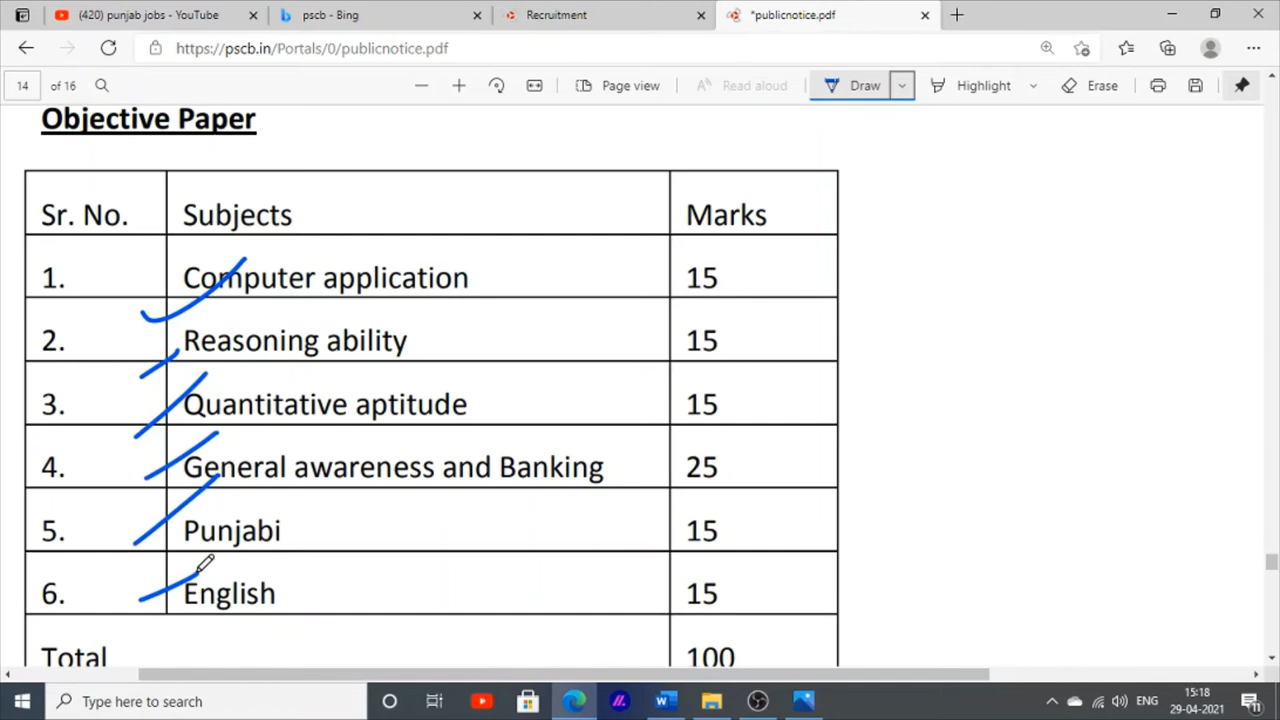 (420) punjab jobs - YouTube
pscb - Bing
Recruitment
*publicnotice.pdf
https://pscb.in/Portals/0/publicnotice.pdf
14 of 16
Page view
Read aloud
Draw
Highlight
Erase
Objective Paper
Sr. No. Subjects Marks
1. Computer application 15
2. Reasoning ability 15
3. Quantitative aptitude 15
4. General awareness and Banking 25
5. Punjabi 15
6. English 15
Total 100
Type here to search
ENG
15:18
29-04-2021